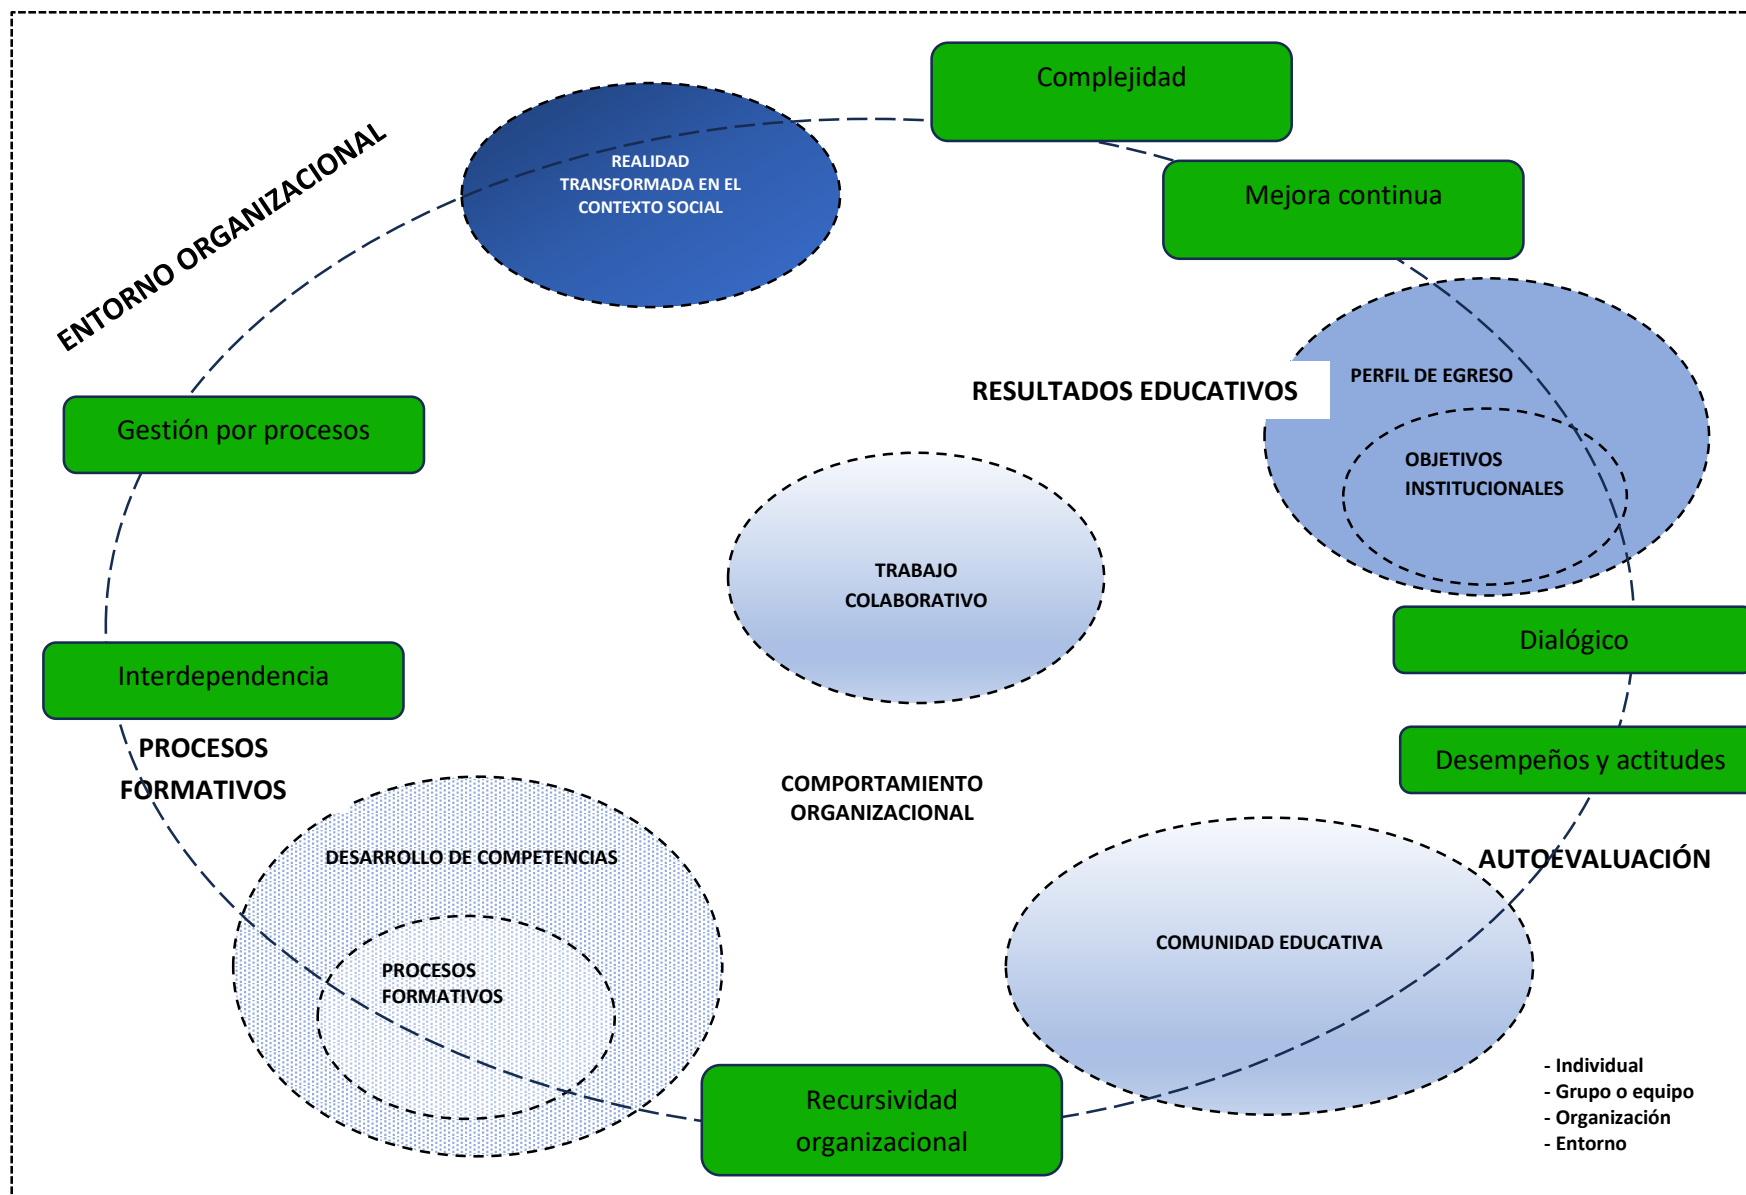 Complejidad
REALIDAD
TRANSFORMADA EN EL
CONTEXTO SOCIAL
Mejora continua
ENTORNO ORGANIZACIONAL
RESULTADOS EDUCATIVOS
PERFIL DE EGRESO
Gestión por procesos
OBJETIVOS
INSTITUCIONALES
TRABAJO
COLABORATIVO
Dialógico
Interdependencia
PROCESOS
FORMATIVOS
Desempeños y actitudes
COMPORTAMIENTO
ORGANIZACIONAL
DESARROLLO DE COMPETENCIAS
AUTOEVALUACIÓN
COMUNIDAD EDUCATIVA
PROCESOS
FORMATIVOS
Recursividad
organizacional
- Individual
- Grupo o equipo
- Organización
- Entorno